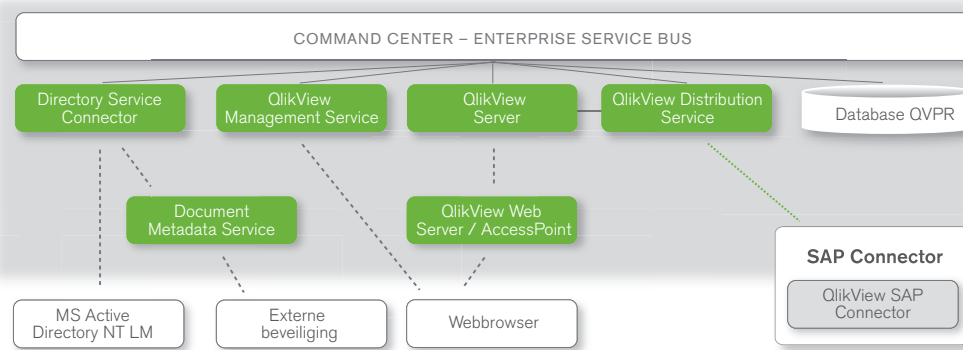 COMMAND CENTER – ENTERPRISE SERVICE BUS
Directory Service
Connector
QlikView
Management Service
QlikView
Server
QlikView Distribution
Service
Database QVPR
Document
Metadata Service
QlikView Web
Server / AccessPoint
SAP Connector
QlikView SAP
Connector
MS Active
Directory NT LM
Externe
beveiliging
Webbrowser